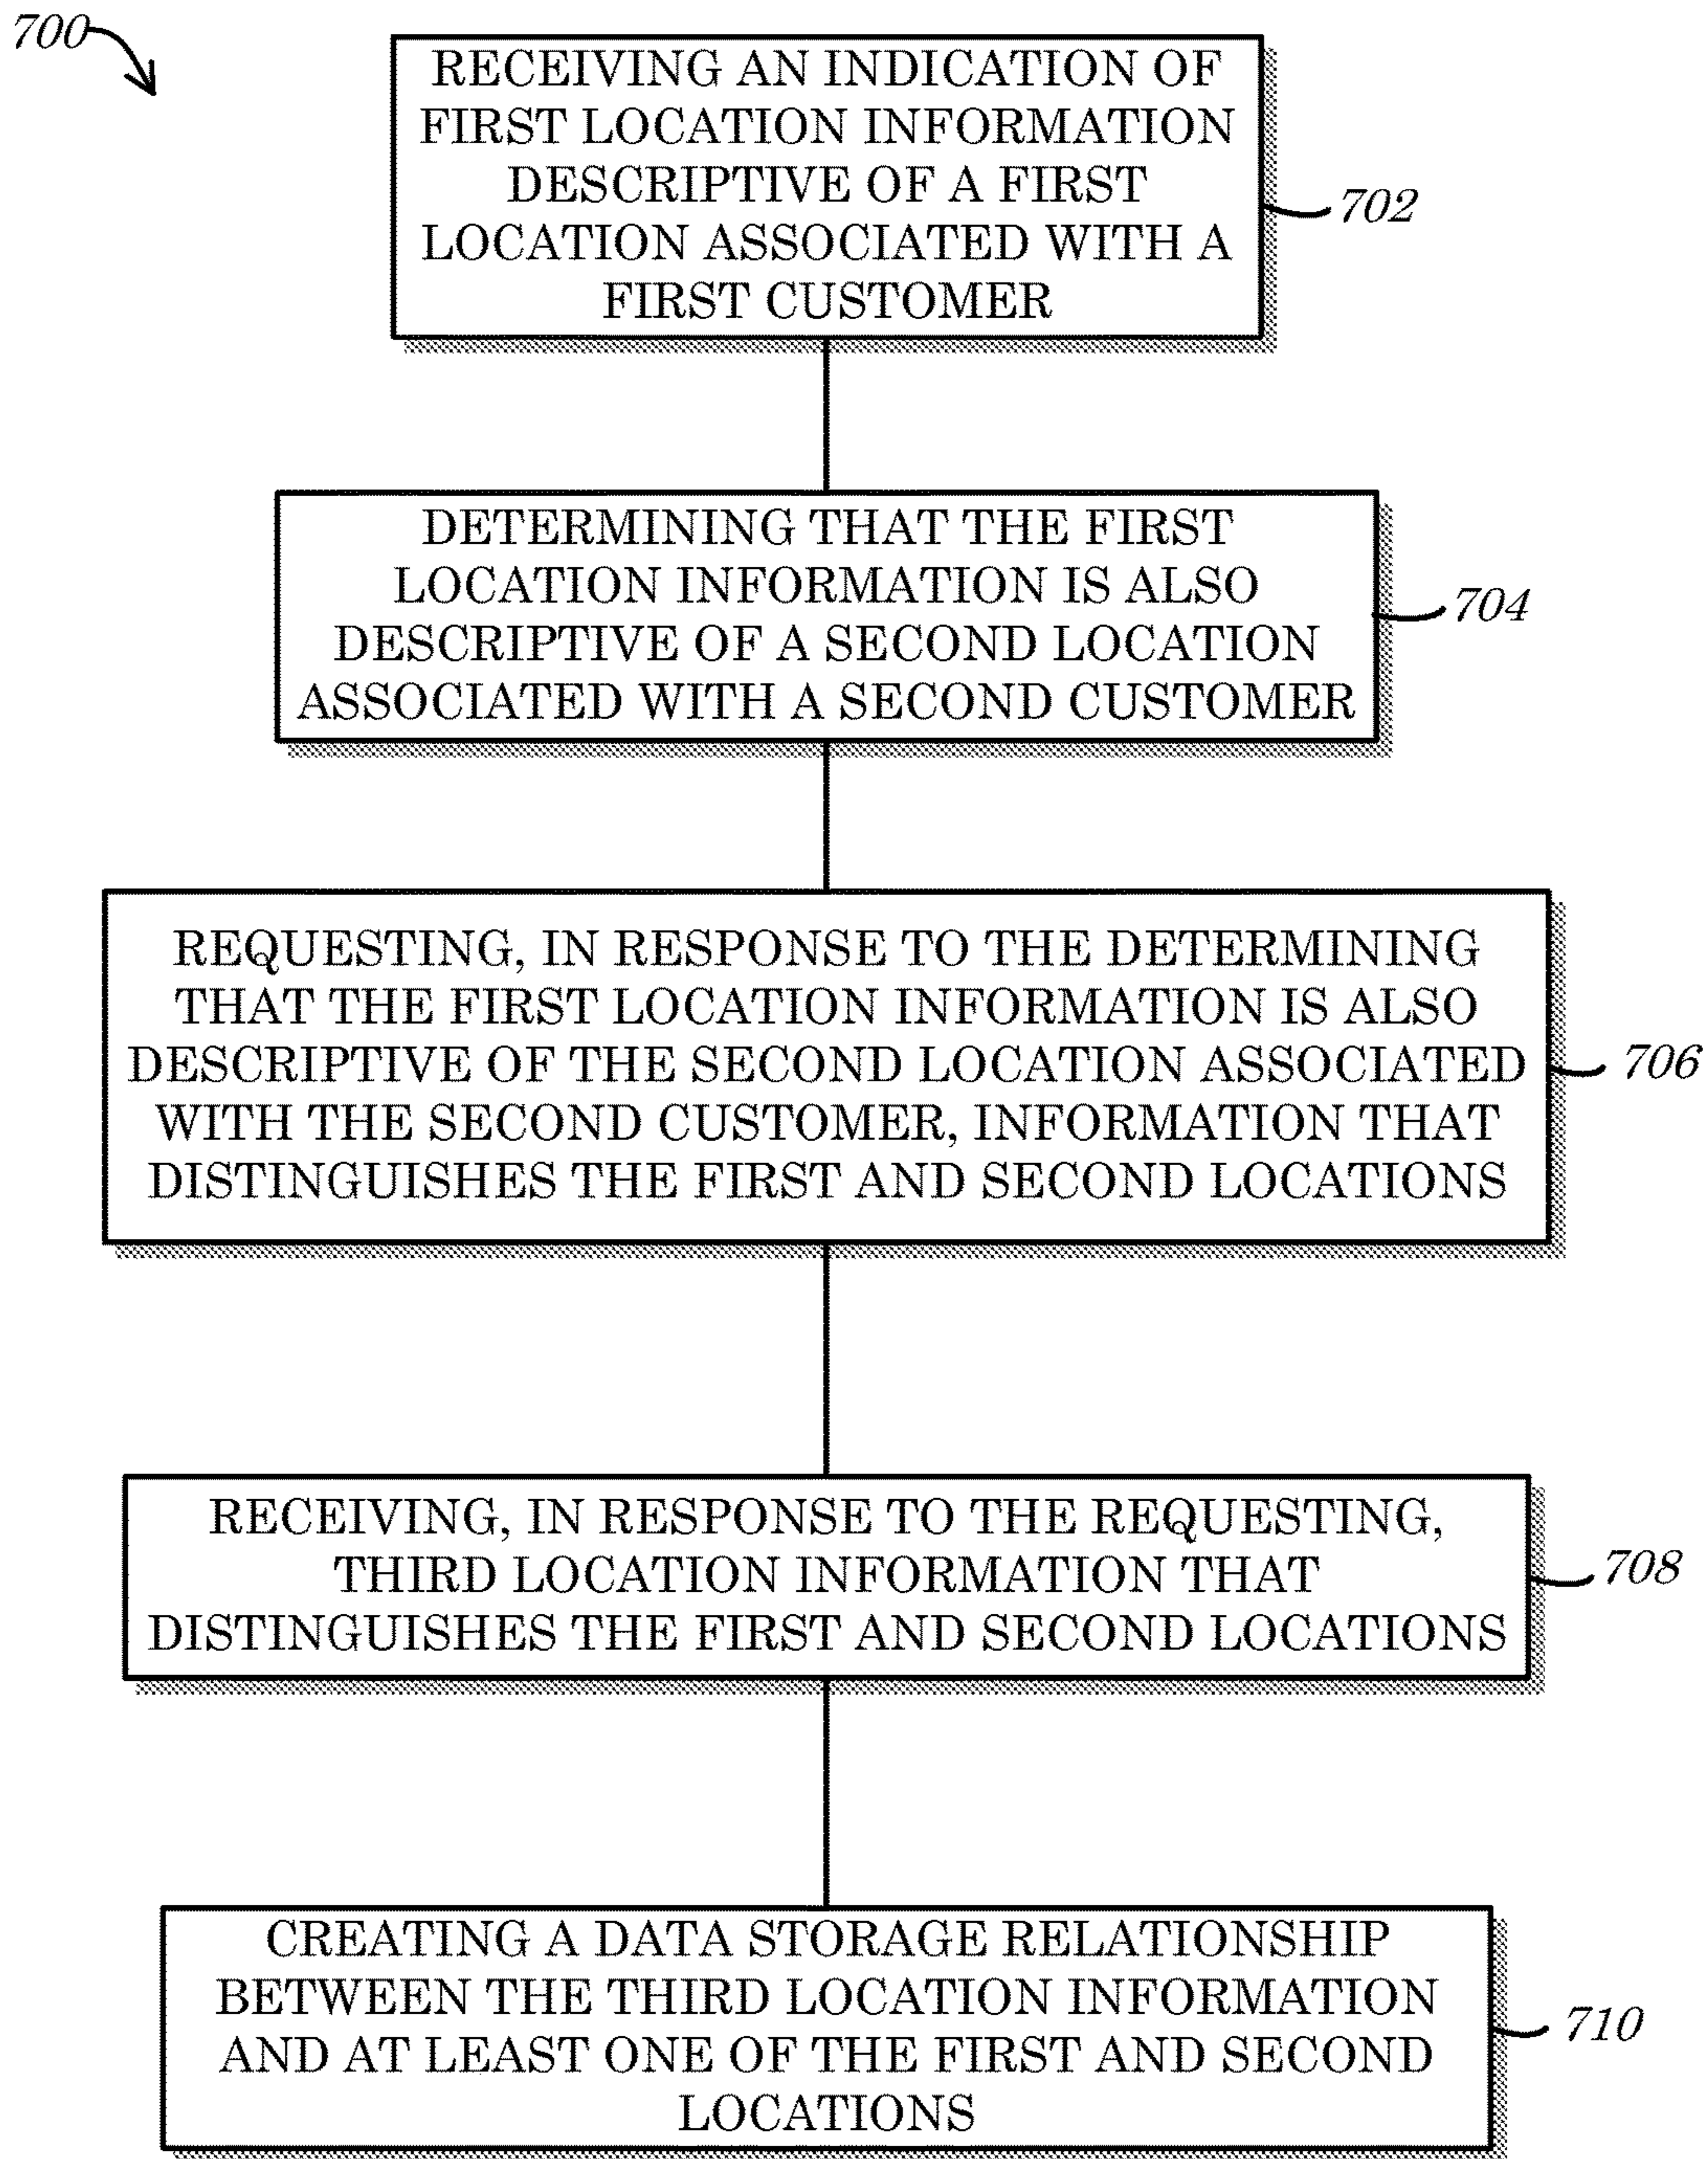 700
RECEIVING AN INDICATION OF
FIRST LOCATION INFORMATION
DESCRIPTIVE OF A FIRST
LOCATION ASSOCIATED WITH A
FIRST CUSTOMER
702
DETERMINING THAT THE FIRST
LOCATION INFORMATION IS ALSO
DESCRIPTIVE OF A SECOND LOCATION
ASSOCIATED WITH A SECOND CUSTOMER
704
REQUESTING, IN RESPONSE TO THE DETERMINING
THAT THE FIRST LOCATION INFORMATION IS ALSO
DESCRIPTIVE OF THE SECOND LOCATION ASSOCIATED
WITH THE SECOND CUSTOMER, INFORMATION THAT
DISTINGUISHES THE FIRST AND SECOND LOCATIONS
706
RECEIVING, IN RESPONSE TO THE REQUESTING,
THIRD LOCATION INFORMATION THAT
DISTINGUISHES THE FIRST AND SECOND LOCATIONS
708
CREATING A DATA STORAGE RELATIONSHIP
BETWEEN THE THIRD LOCATION INFORMATION
AND AT LEAST ONE OF THE FIRST AND SECOND
LOCATIONS
710